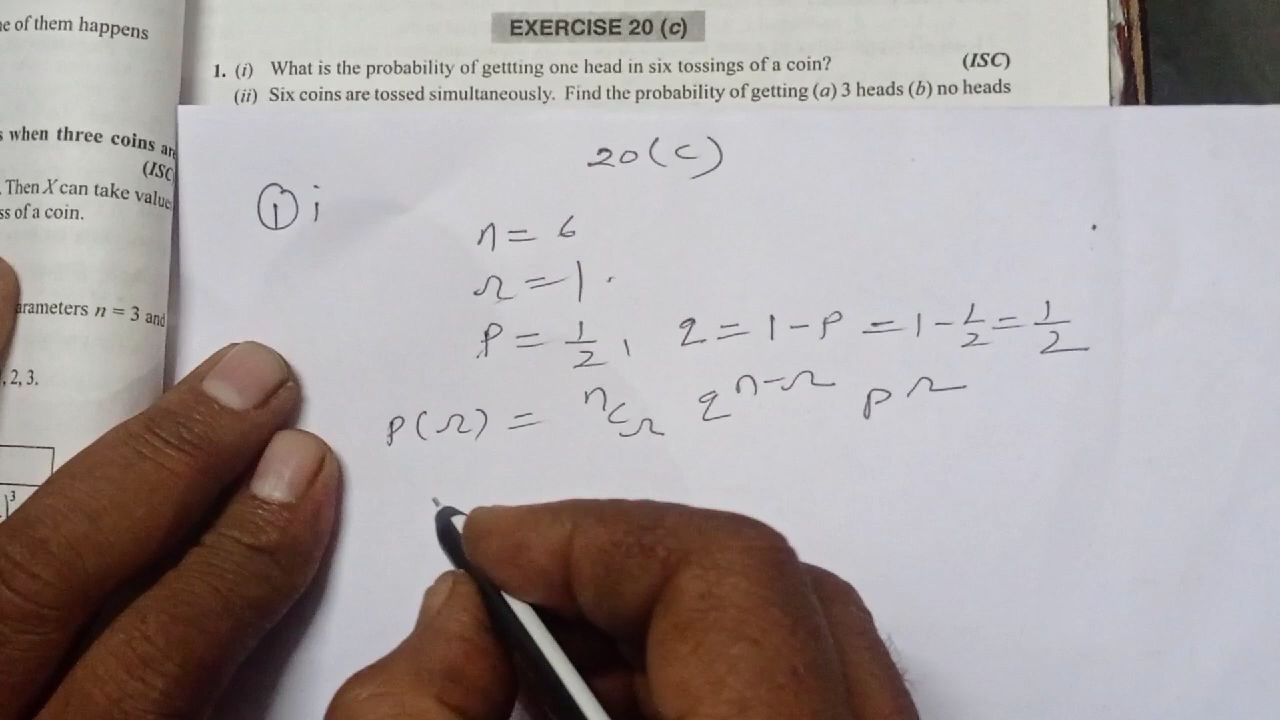 e of them happens
when three coins
(ISC
Then X can take value
ss of a coin.
arameters n = 3 and
, 2, 3.
3
EXERCISE 20 (c)
1. (i) What is the probability of gettting one head in six tossings of a coin? (ISC)
(ii) Six coins are tossed simultaneously. Find the probability of getting (a) 3 heads (b) no heads
20(c)
① i
n = 6
r = 1.
P = 1/2, q = 1 - P = 1 - 1/2 = 1/2
P(r) = ⁿCᵣ qⁿ⁻ʳ pʳ